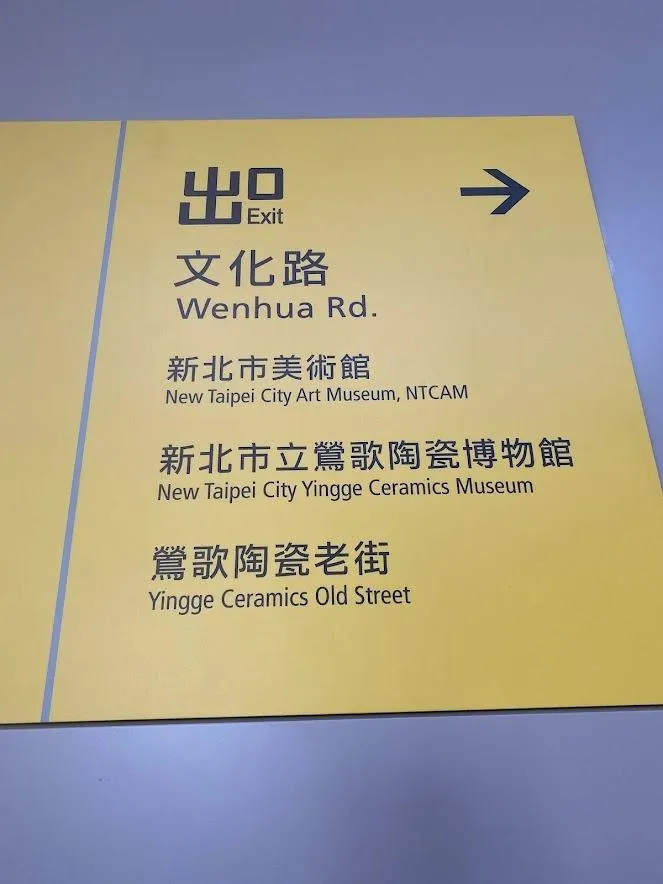 出口
Exit
文化路
Wenhua Rd.
新北市美術館
New Taipei City Art Museum, NTCAM
新北市立鶯歌陶瓷博物館
New Taipei City Yingge Ceramics Museum
鶯歌陶瓷老街
Yingge Ceramics Old Street